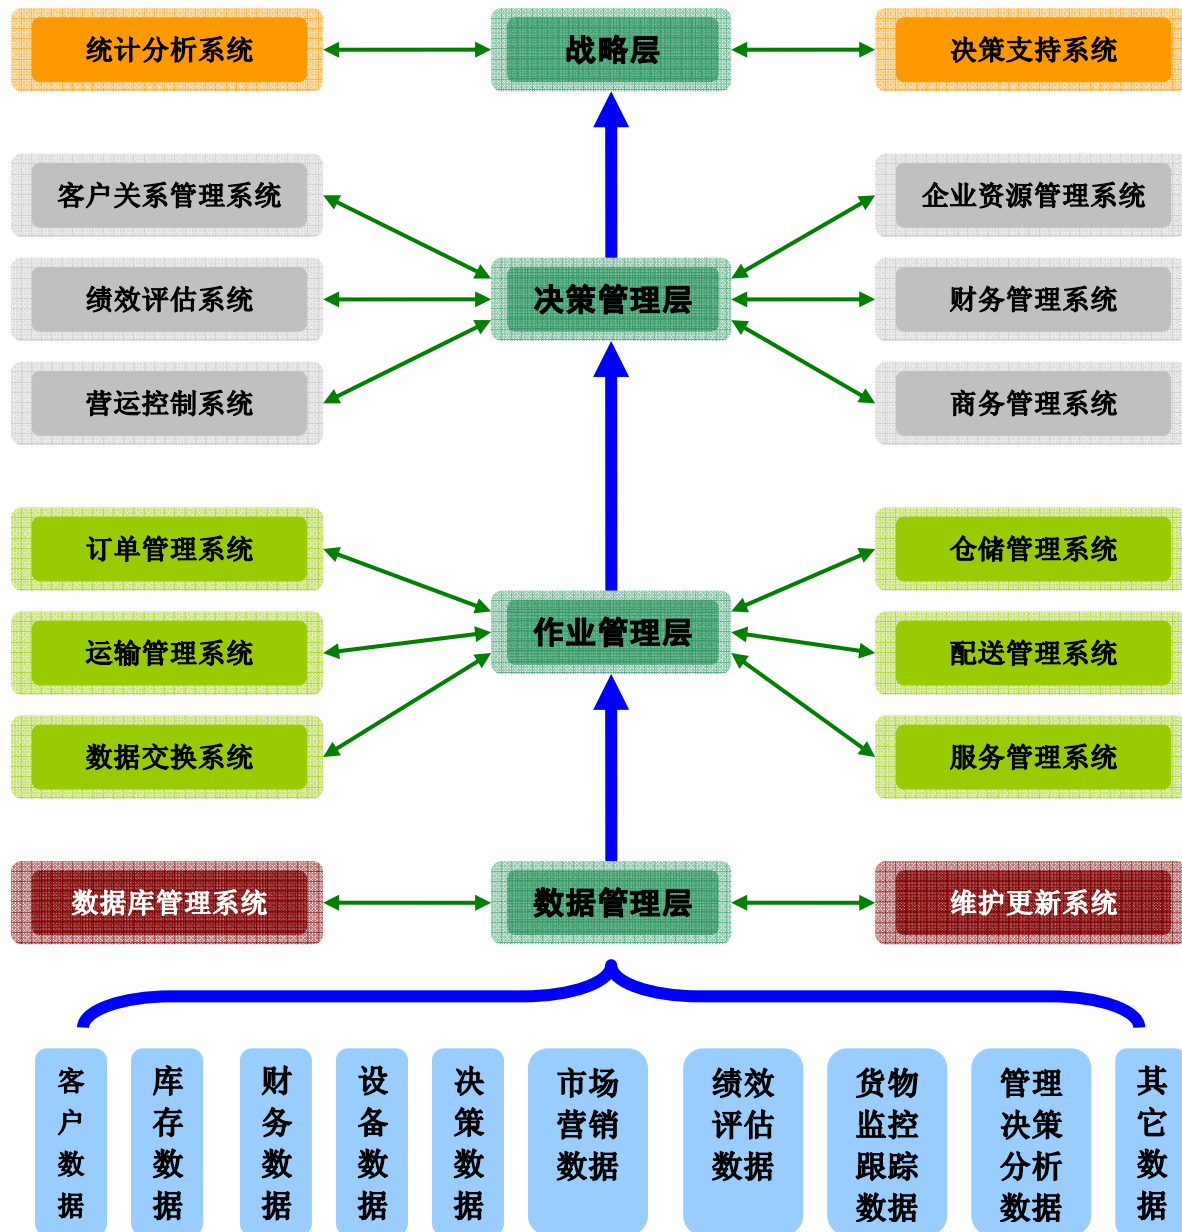 统计分析系统
战略层
决策支持系统
客户关系管理系统
企业资源管理系统
绩效评估系统
决策管理层
财务管理系统
营运控制系统
商务管理系统
订单管理系统
仓储管理系统
运输管理系统
作业管理层
配送管理系统
数据交换系统
服务管理系统
数据库管理系统
数据管理层
维护更新系统
客户数据
库存数据
财务数据
设备数据
决策数据
市场
营销
数据
绩效
评估
数据
货物
监控
跟踪
数据
管理
决策
分析
数据
其它数据